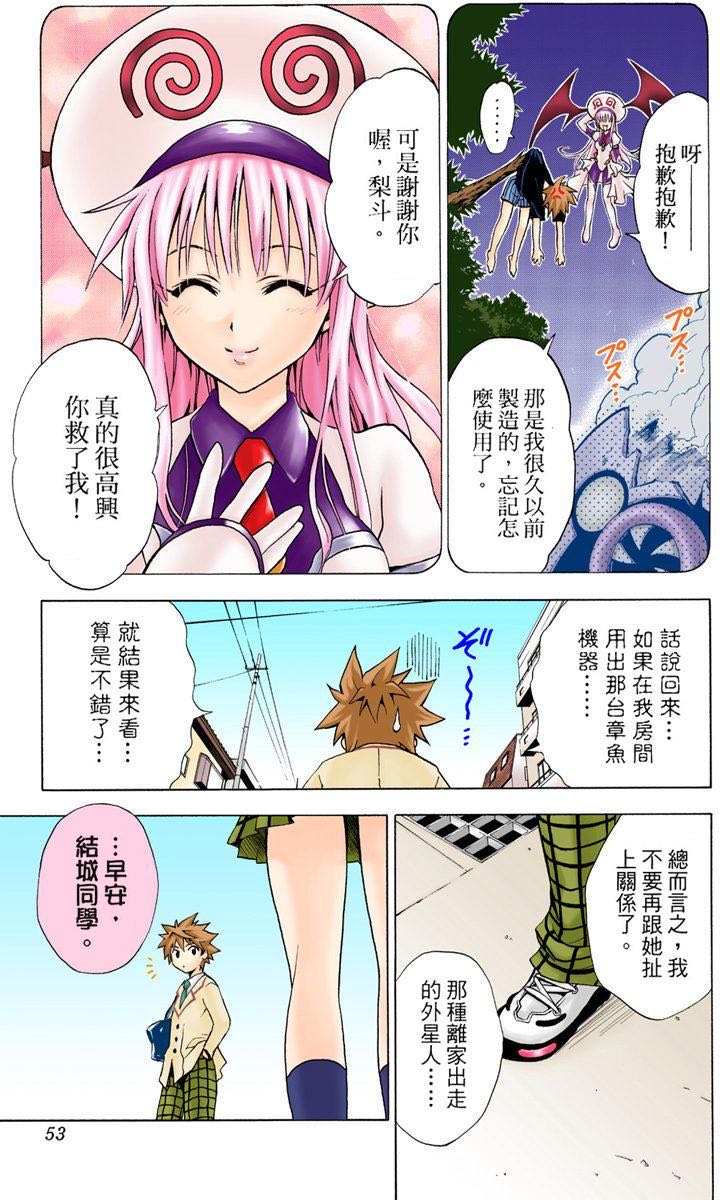 呀——
抱歉抱歉！
……
プス…
プス…
那是我很久以前
製造的，忘記怎
麼使用了。
可是謝謝你
喔，梨斗。
真的很高興
你救了我！
話說回來…
如果在我房間
用出那台章魚
機器……
ぞ～っ
就結果來看…
算是不錯了…
總而言之，我
不要再跟她扯
上關係了。
那種離家出走
的外星人……
…早安，
結城同學。
53